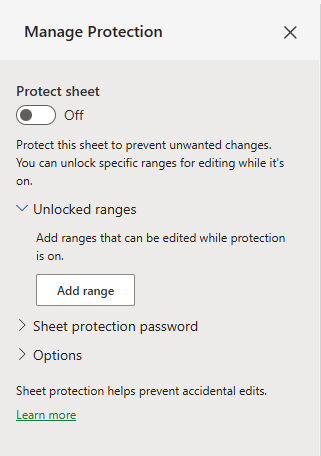 Manage Protection
Protect sheet
Off
Protect this sheet to prevent unwanted changes.
You can unlock specific ranges for editing while it's
on.
Unlocked ranges
Add ranges that can be edited while protection
is on.
Add range
Sheet protection password
Options
Sheet protection helps prevent accidental edits.
Learn more